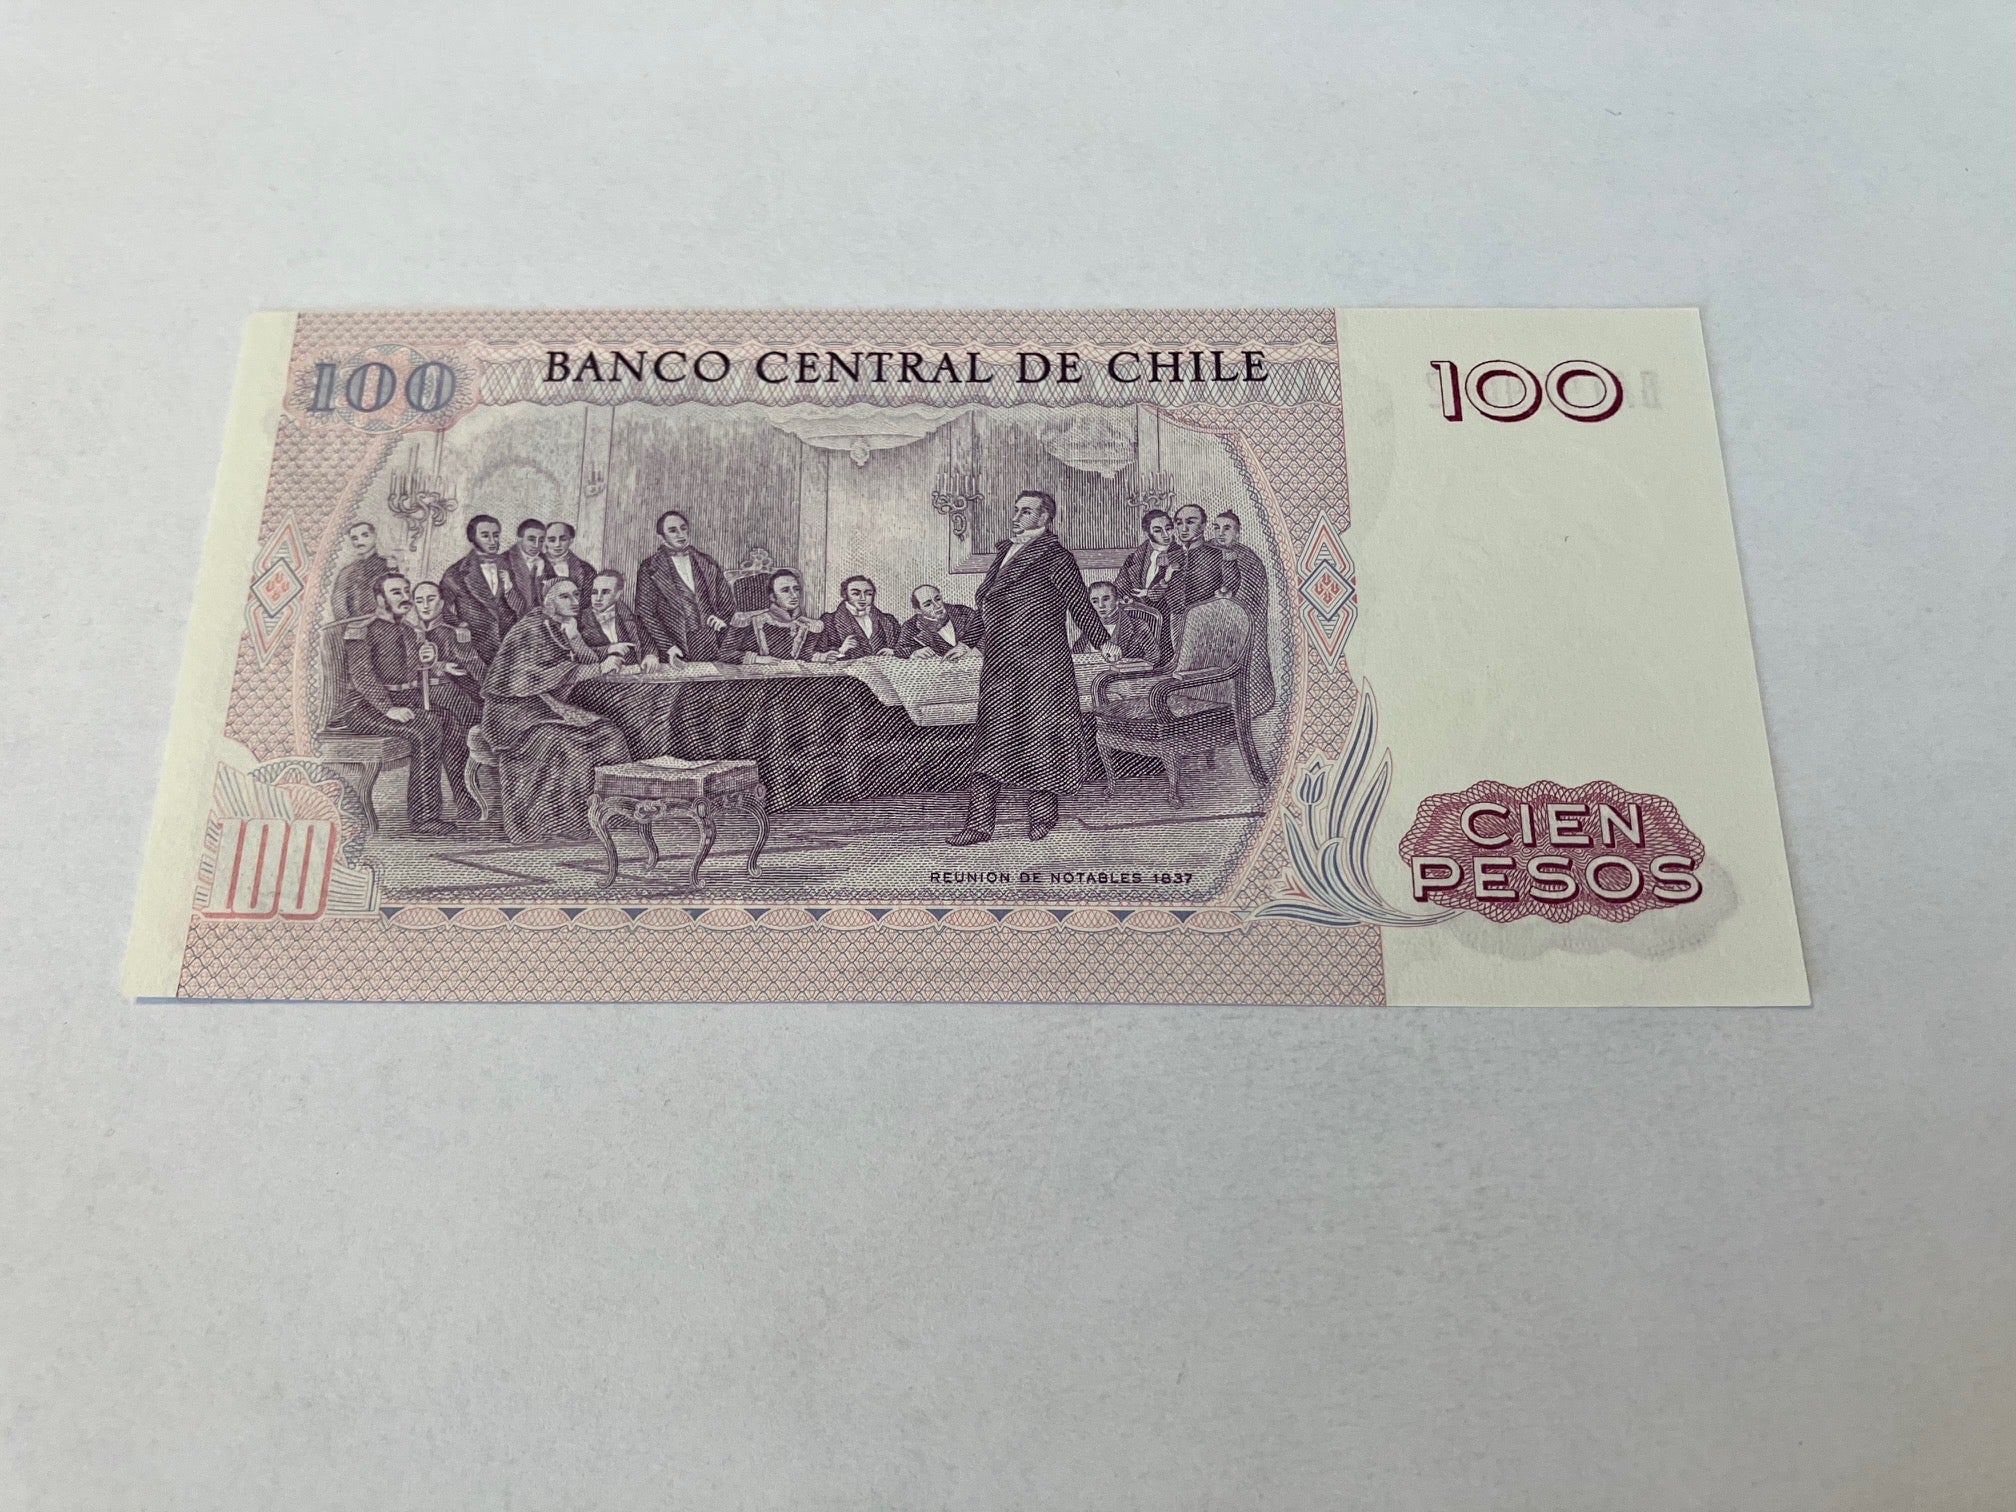 100
BANCO CENTRAL DE CHILE
100
REUNION DE NOTABLES 1837
100
CIEN
PESOS